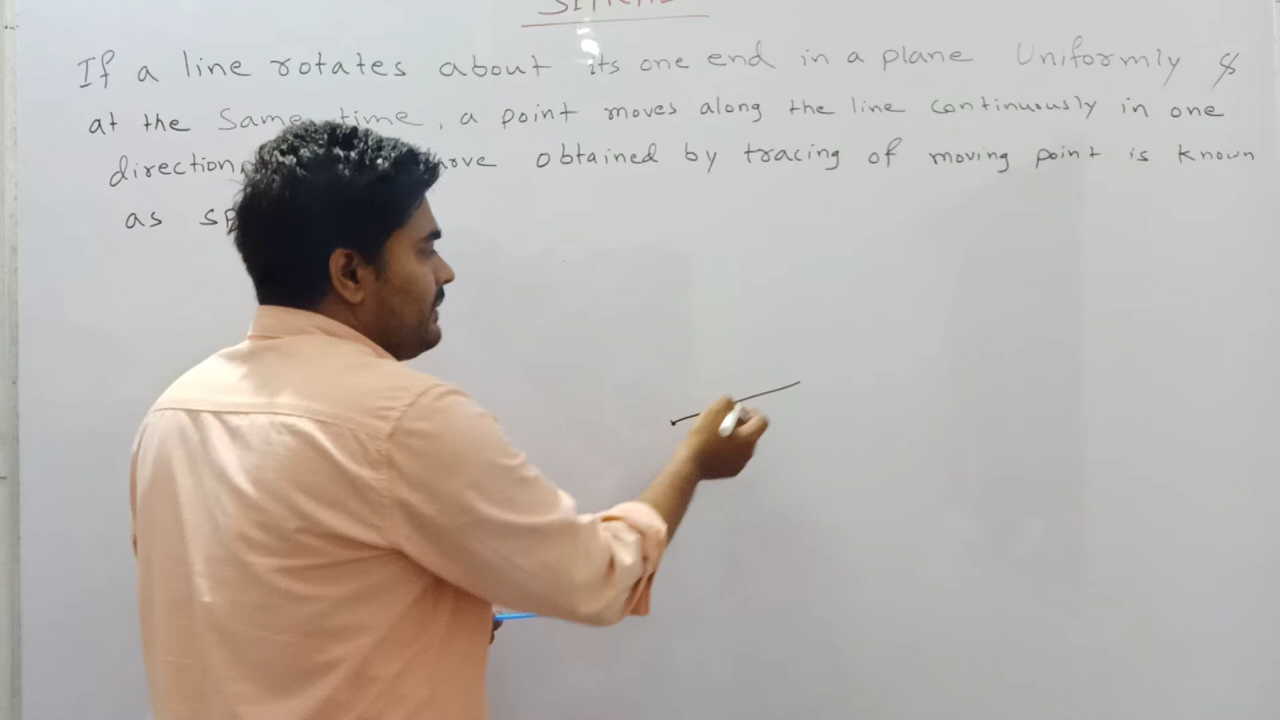 If a line rotates about its one end in a plane Uniformly &
at the same time, a point moves along the line continuously in one
direction, obtained by tracing of moving point is known
as